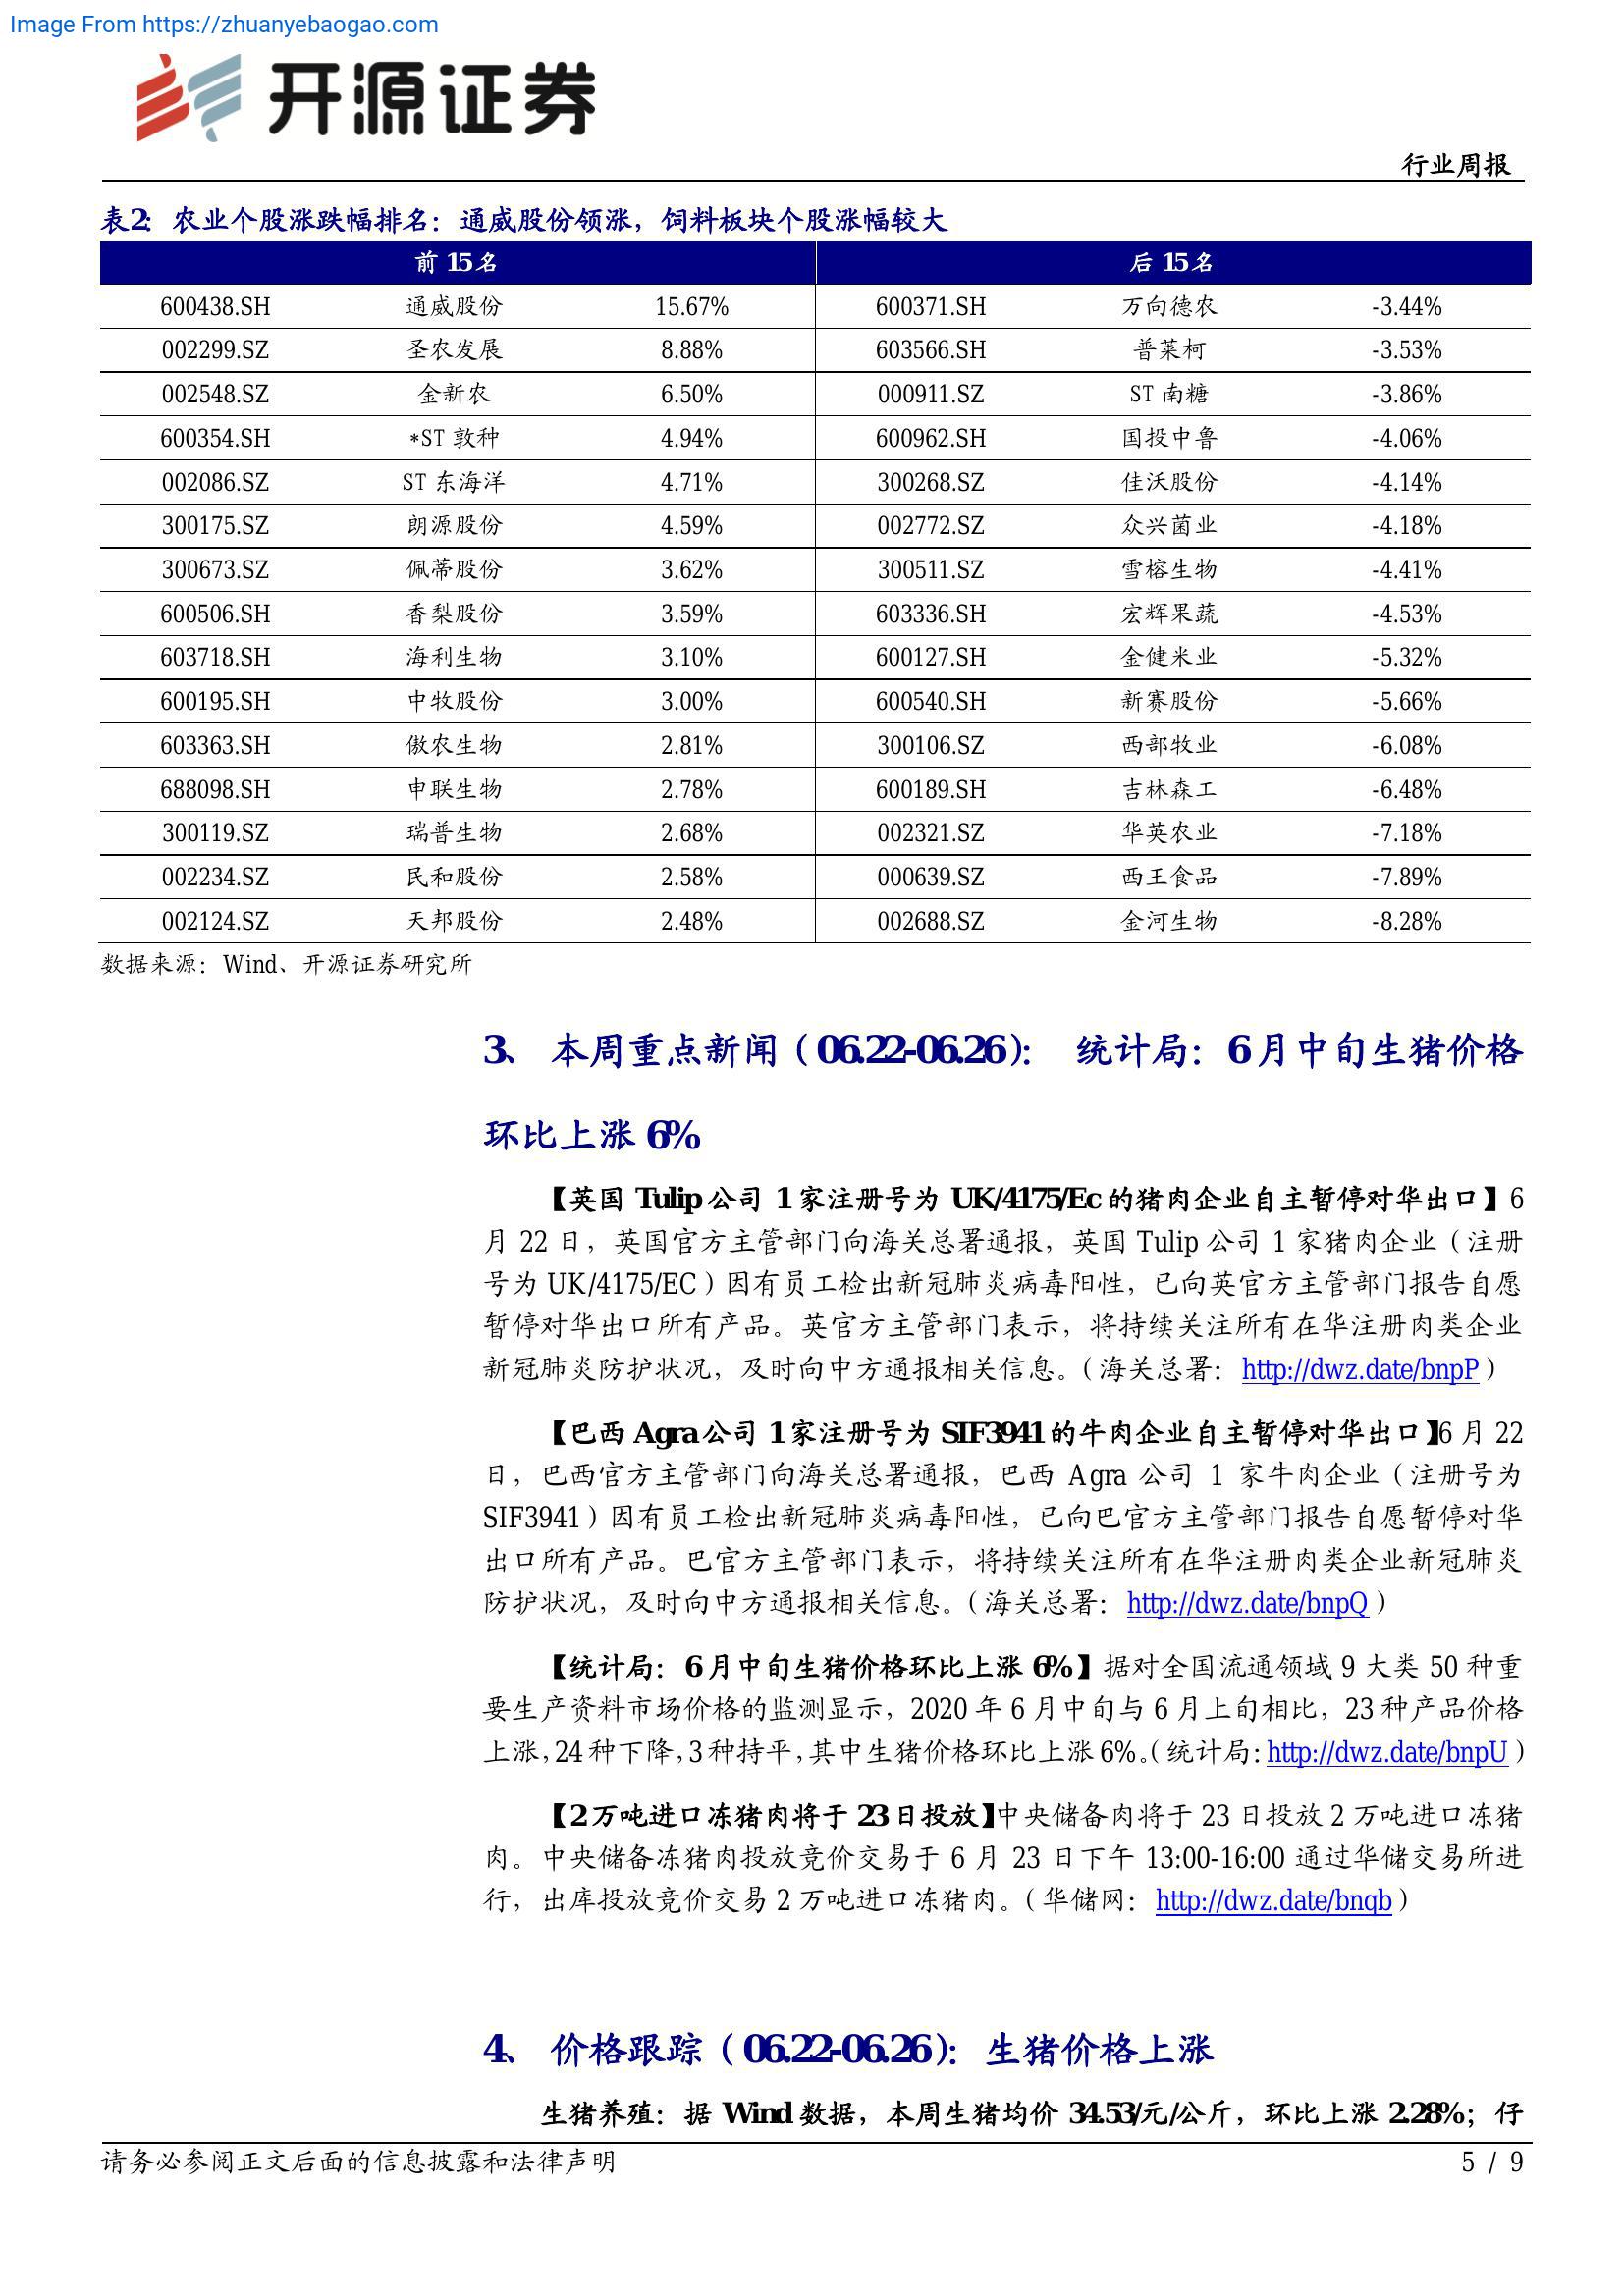 Image From https://zhuanyebaogao.com
开源证券
行业周报
表2：农业个股涨跌幅排名：通威股份领涨，饲料板块个股涨幅较大
前 15 名 后 15 名
600438.SH 通威股份 15.67% 600371.SH 万向德农 -3.44%
002299.SZ 圣农发展 8.88% 603566.SH 普莱柯 -3.53%
002548.SZ 金新农 6.50% 000911.SZ ST 南糖 -3.86%
600354.SH *ST 敦种 4.94% 600962.SH 国投中鲁 -4.06%
002086.SZ ST 东海洋 4.71% 300268.SZ 佳沃股份 -4.14%
300175.SZ 朗源股份 4.59% 002772.SZ 众兴菌业 -4.18%
300673.SZ 佩蒂股份 3.62% 300511.SZ 雪榕生物 -4.41%
600506.SH 香梨股份 3.59% 603336.SH 宏辉果蔬 -4.53%
603718.SH 海利生物 3.10% 600127.SH 金健米业 -5.32%
600195.SH 中牧股份 3.00% 600540.SH 新赛股份 -5.66%
603363.SH 傲农生物 2.81% 300106.SZ 西部牧业 -6.08%
688098.SH 申联生物 2.78% 600189.SH 吉林森工 -6.48%
300119.SZ 瑞普生物 2.68% 002321.SZ 华英农业 -7.18%
002234.SZ 民和股份 2.58% 000639.SZ 西王食品 -7.89%
002124.SZ 天邦股份 2.48% 002688.SZ 金河生物 -8.28%
数据来源：Wind、开源证券研究所
3、 本周重点新闻（06.22-06.26）： 统计局：6 月中旬生猪价格
环比上涨 6%
【英国 Tulip 公司 1 家注册号为 UK/4175/Ec 的猪肉企业自主暂停对华出口】6
月 22 日，英国官方主管部门向海关总署通报，英国 Tulip 公司 1 家猪肉企业（注册
号为 UK/4175/EC）因有员工检出新冠肺炎病毒阳性，已向英官方主管部门报告自愿
暂停对华出口所有产品。英官方主管部门表示，将持续关注所有在华注册肉类企业
新冠肺炎防护状况，及时向中方通报相关信息。（海关总署：http://dwz.date/bnpP）
【巴西 Agra 公司 1 家注册号为 SIF3941 的牛肉企业自主暂停对华出口】6 月 22
日，巴西官方主管部门向海关总署通报，巴西 Agra 公司 1 家牛肉企业（注册号为
SIF3941）因有员工检出新冠肺炎病毒阳性，已向巴官方主管部门报告自愿暂停对华
出口所有产品。巴官方主管部门表示，将持续关注所有在华注册肉类企业新冠肺炎
防护状况，及时向中方通报相关信息。（海关总署：http://dwz.date/bnpQ）
【统计局：6 月中旬生猪价格环比上涨 6%】据对全国流通领域 9 大类 50 种重
要生产资料市场价格的监测显示，2020 年 6 月中旬与 6 月上旬相比，23 种产品价格
上涨，24 种下降，3 种持平，其中生猪价格环比上涨 6%。（统计局：http://dwz.date/bnpU）
【2 万吨进口冻猪肉将于 23 日投放】中央储备肉将于 23 日投放 2 万吨进口冻猪
肉。中央储备冻猪肉投放竞价交易于 6 月 23 日下午 13:00-16:00 通过华储交易所进
行，出库投放竞价交易 2 万吨进口冻猪肉。（华储网：http://dwz.date/bnqb）
4、 价格跟踪（06.22-06.26）：生猪价格上涨
生猪养殖：据 Wind 数据，本周生猪均价 34.53/元/公斤，环比上涨 2.28%；仔
请务必参阅正文后面的信息披露和法律声明 5 / 9